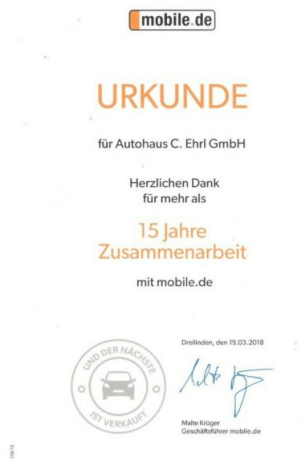 mobile.de
URKUNDE
für Autohaus C. Ehrl GmbH
Herzlichen Dank
für mehr als
15 Jahre
Zusammenarbeit
mit mobile.de
Dreilinden, den 19.03.2018
UND DER NÄCHSTE
IST VERKAUFT
Malte Krüger
Geschäftsführer mobile.de